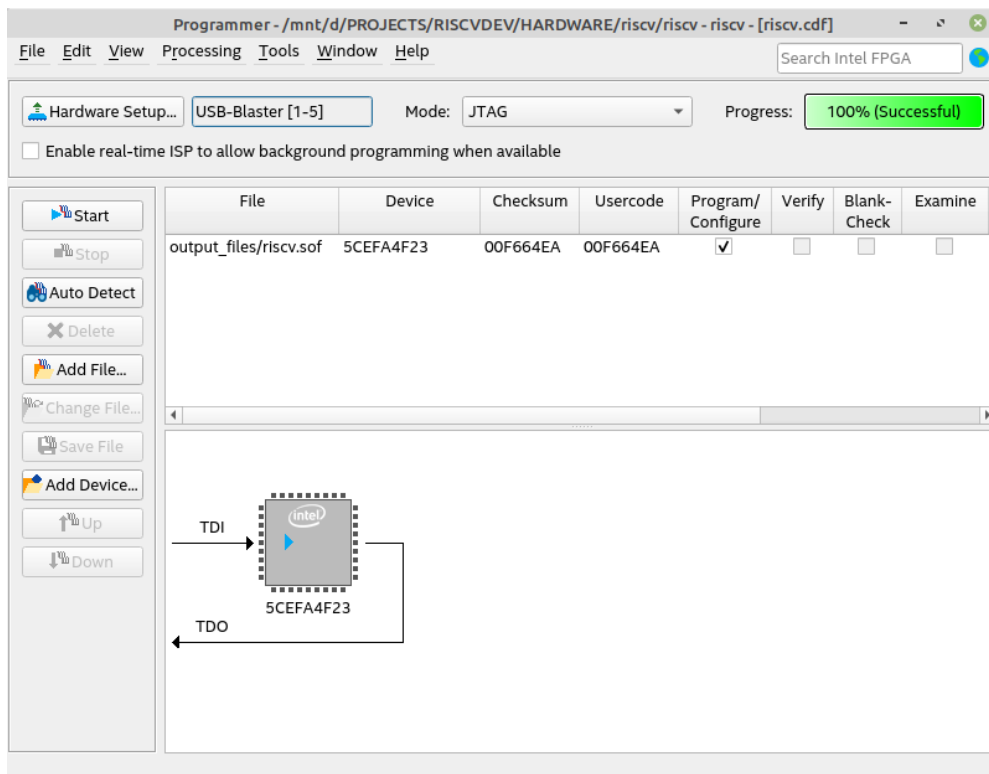 Programmer - /mnt/d/PROJECTS/RISCVDEV/HARDWARE/riscv/riscv - riscv - [riscv.cdf]
File Edit View Processing Tools Window Help
Search Intel FPGA
Hardware Setup... USB-Blaster [1-5] Mode: JTAG Progress: 100% (Successful)
Enable real-time ISP to allow background programming when available
Start
Stop
Auto Detect
Delete
Add File...
Change File...
Save File
Add Device...
Up
Down
File Device Checksum Usercode Program/ Verify Blank- Examine
Configure Check
output_files/riscv.sof 5CEFA4F23 00F664EA 00F664EA
intel
TDI
5CEFA4F23
TDO